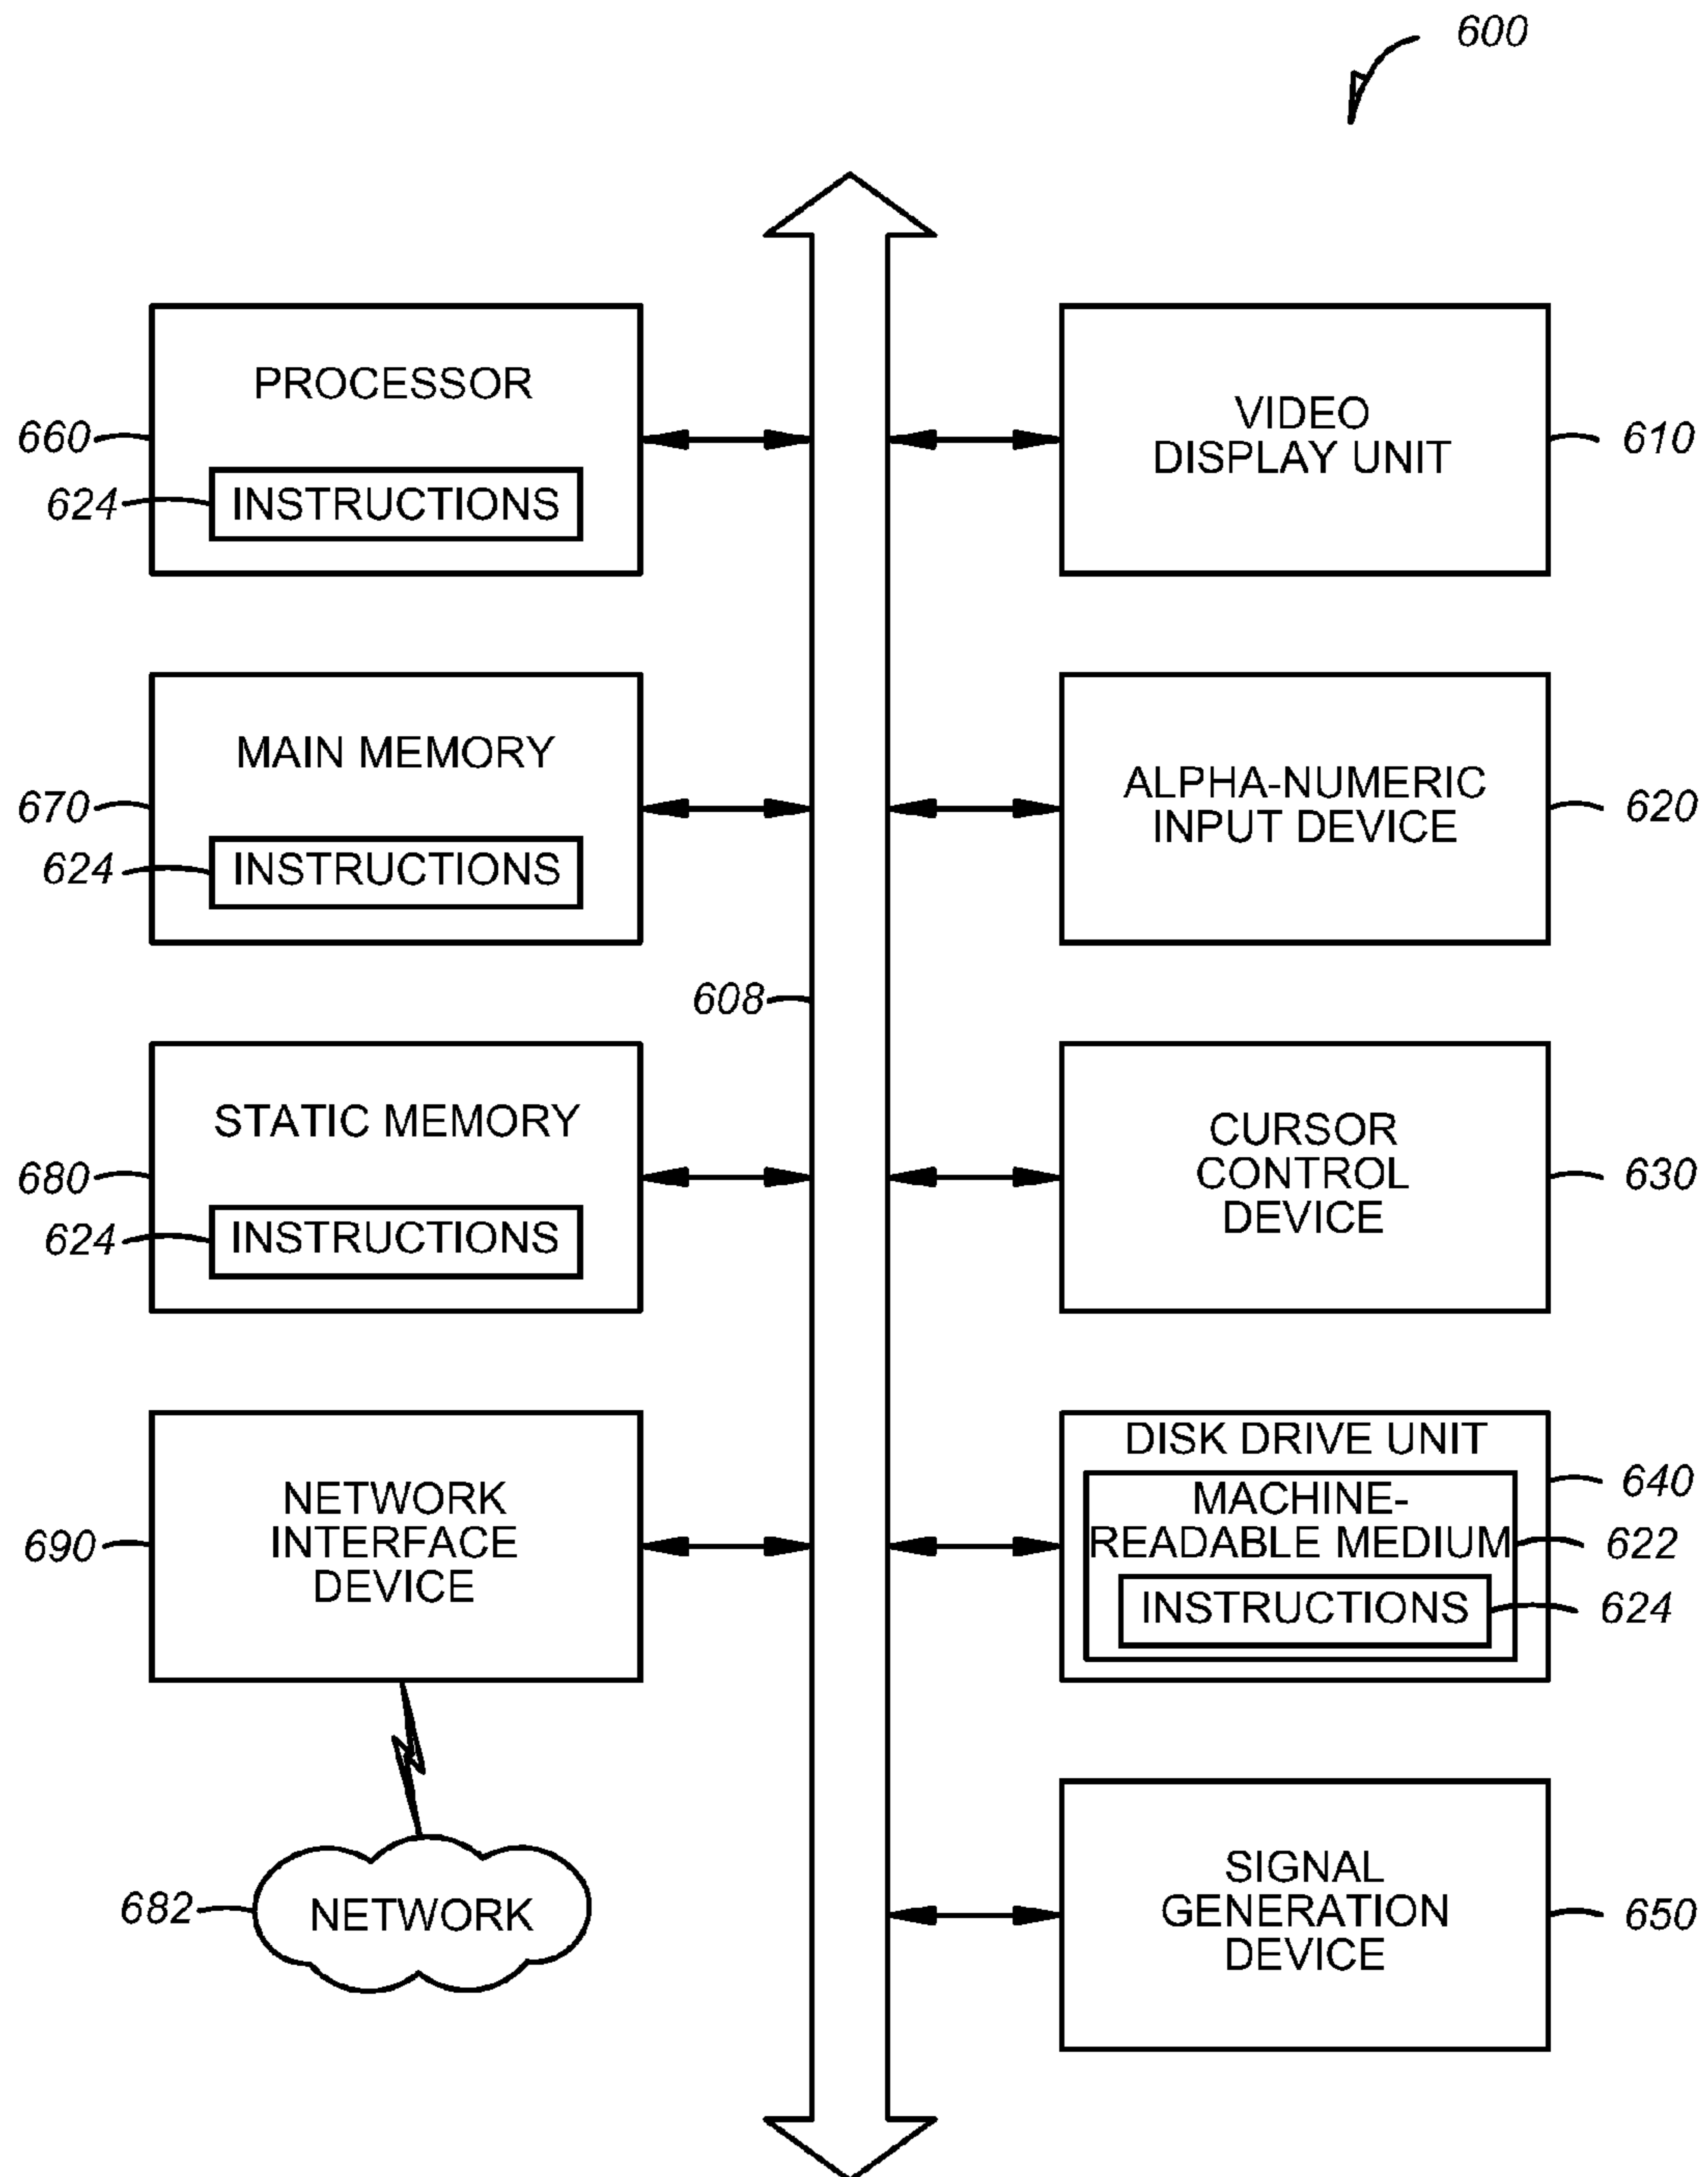 600
PROCESSOR
660
624
INSTRUCTIONS
VIDEO
DISPLAY UNIT
610
MAIN MEMORY
670
624
INSTRUCTIONS
ALPHA-NUMERIC
INPUT DEVICE
620
608
STATIC MEMORY
680
624
INSTRUCTIONS
CURSOR
CONTROL
DEVICE
630
NETWORK
INTERFACE
DEVICE
690
DISK DRIVE UNIT
640
MACHINE-
READABLE MEDIUM
622
INSTRUCTIONS
624
682
NETWORK
SIGNAL
GENERATION
DEVICE
650